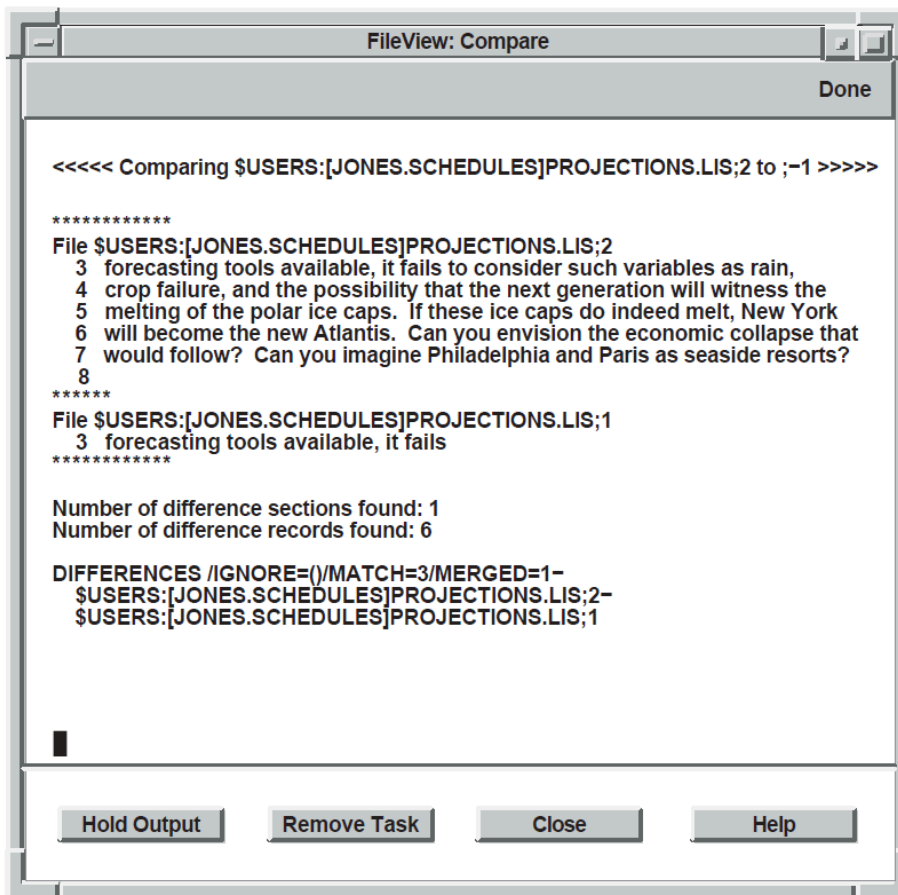 FileView: Compare
Done
<<<<< Comparing $USERS:[JONES.SCHEDULES]PROJECTIONS.LIS;2 to ;−1 >>>>>
************
File $USERS:[JONES.SCHEDULES]PROJECTIONS.LIS;2
3 forecasting tools available, it fails to consider such variables as rain,
4 crop failure, and the possibility that the next generation will witness the
5 melting of the polar ice caps. If these ice caps do indeed melt, New York
6 will become the new Atlantis. Can you envision the economic collapse that
7 would follow? Can you imagine Philadelphia and Paris as seaside resorts?
8
******
File $USERS:[JONES.SCHEDULES]PROJECTIONS.LIS;1
3 forecasting tools available, it fails
************
Number of difference sections found: 1
Number of difference records found: 6
DIFFERENCES /IGNORE=()/MATCH=3/MERGED=1−
$USERS:[JONES.SCHEDULES]PROJECTIONS.LIS;2−
$USERS:[JONES.SCHEDULES]PROJECTIONS.LIS;1
Hold Output Remove Task Close Help